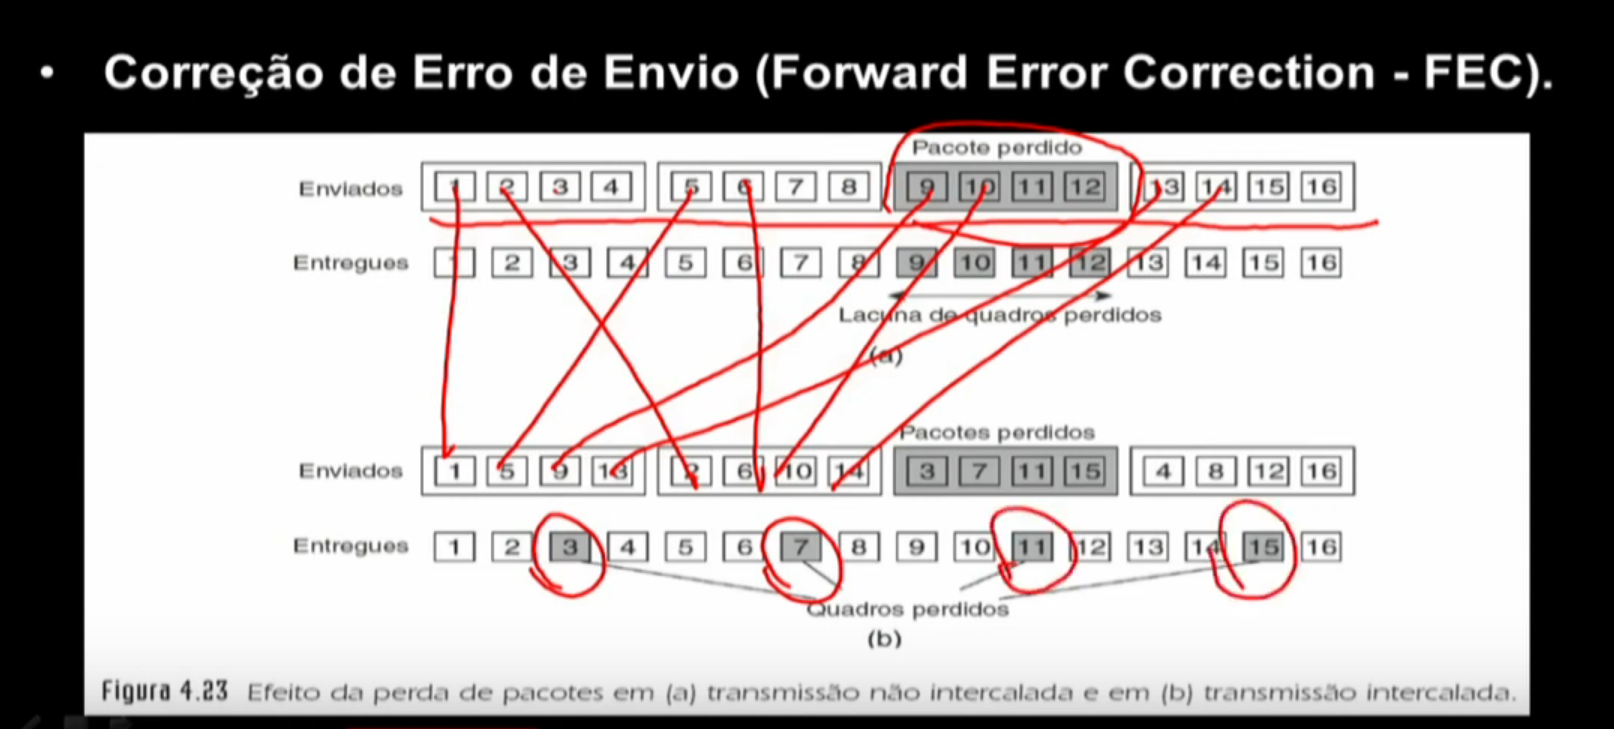 • Correção de Erro de Envio (Forward Error Correction - FEC).
Pacote perdido
Enviados 1 2 3 4 5 6 7 8 9 10 11 12 13 14 15 16
Entregues 1 2 3 4 5 6 7 8 9 10 11 12 13 14 15 16
Lacuna de quadros perdidos
(a)
Pacotes perdidos
Enviados 1 5 9 13 2 6 10 14 3 7 11 15 4 8 12 16
Entregues 1 2 3 4 5 6 7 8 9 10 11 12 13 14 15 16
Quadros perdidos
(b)
Figura 4.23 Efeito da perda de pacotes em (a) transmissão não intercalada e em (b) transmissão intercalada.